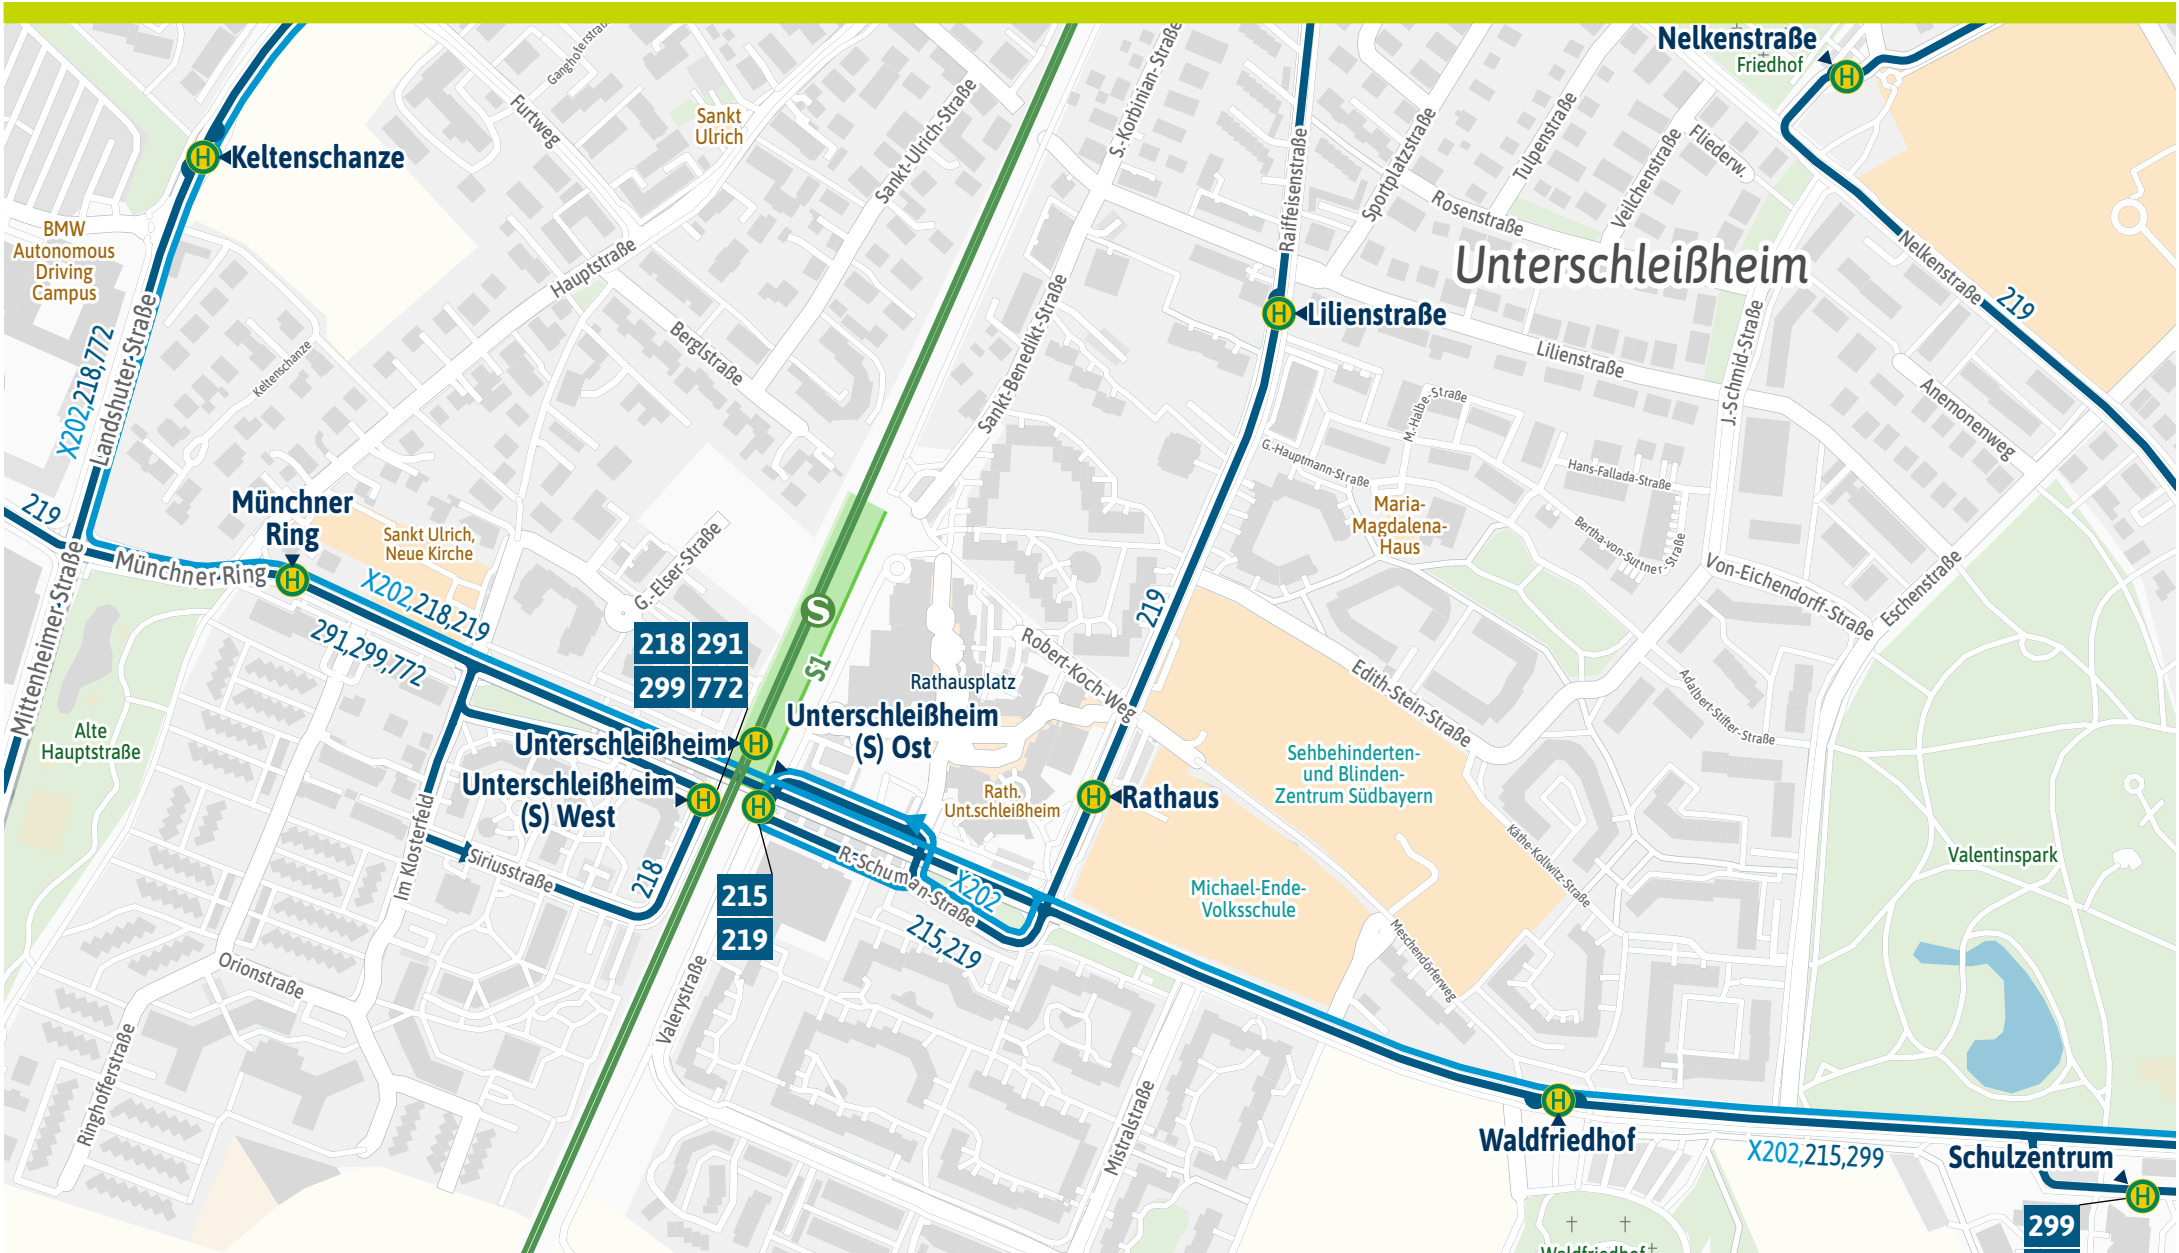 Nelkenstraße
Friedhof
Ganghoferstraße
Furtweg
Sankt
Ulrich
Sankt-Ulrich-Straße
S.-Korbinian-Straße
Raiffeisenstraße
Sportplatzstraße
Tulpenstraße
Veilchenstraße
Fliederw.
Rosenstraße
Keltenschanze
BMW
Autonomous
Driving
Campus
Hauptstraße
Unterschleißheim
Nelkenstraße
219
Lilienstraße
Lilienstraße
J.-Schmid-Straße
Anemonenweg
X202,218,772
Landshuter-Straße
Keltenschanze
Berglstraße
Sankt-Benedikt-Straße
M.-Halbe-Straße
G.-Hauptmann-Straße
Hans-Fallada-Straße
Bertha-von-Suttner-Straße
Maria-
Magdalena-
Haus
Von-Eichendorff-Straße
Eschenstraße
219
Münchner
Ring
Sankt Ulrich,
Neue Kirche
Münchner-Ring
X202,218,219
291,299,772
G.-Elser-Straße
Mittenheimer-Straße
S
S1
218 291
299 772
219
Robert-Koch-Weg
Rathausplatz
Edith-Stein-Straße
Adalbert-Stifter-Straße
Alte
Hauptstraße
Unterschleißheim
(S) Ost
Unterschleißheim
Unterschleißheim
(S) West
Rath.
Unt.schleißheim
Rathaus
Sehbehinderten-
und Blinden-
Zentrum Südbayern
Käthe-Kollwitz-Straße
Valentinspark
Im Klosterfeld
Siriusstraße
218
R.-Schuman-Straße
X202
215,219
215
219
Michael-Ende-
Volksschule
Meschendörferweg
Orionstraße
Valerystraße
Ringhofferstraße
Mistralstraße
Waldfriedhof
X202,215,299
Schulzentrum
299
Waldfriedhof
H
H
H
H
H
H
H
H
H
H
H